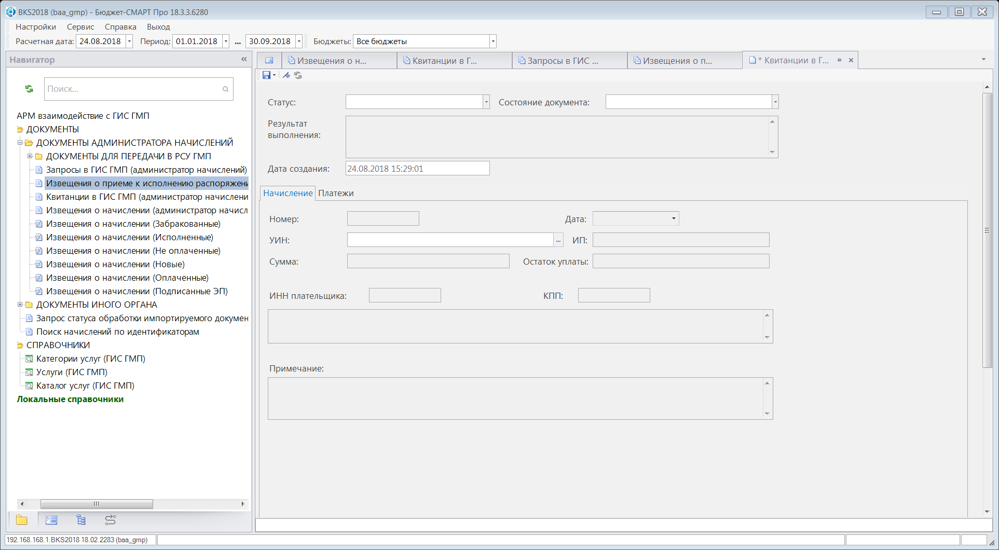 BKS2018 (baa_gmp) - Бюджет-СМАРТ Про 18.3.3.6280
Настройки Сервис Справка Выход
Расчетная дата: 24.08.2018 Период: 01.01.2018 ... 30.09.2018 Бюджеты: Все бюджеты
Навигатор
Извещения о н... Квитанции в Г... Запросы в ГИС ... Извещения о п... * Квитанции в Г...
Поиск...
АРМ взаимодействие с ГИС ГМП
ДОКУМЕНТЫ
ДОКУМЕНТЫ АДМИНИСТРАТОРА НАЧИСЛЕНИЙ
ДОКУМЕНТЫ ДЛЯ ПЕРЕДАЧИ В РСУ ГМП
Запросы в ГИС ГМП (администратор начислений)
Извещения о приеме к исполнению распоряжени
Квитанции в ГИС ГМП (администратор начислени
Извещения о начислении (администратор начисл
Извещения о начислении (Забракованные)
Извещения о начислении (Исполненные)
Извещения о начислении (Не оплаченные)
Извещения о начислении (Новые)
Извещения о начислении (Оплаченные)
Извещения о начислении (Подписанные ЭП)
ДОКУМЕНТЫ ИНОГО ОРГАНА
Запрос статуса обработки импортируемого докумен
Поиск начислений по идентификаторам
СПРАВОЧНИКИ
Категории услуг (ГИС ГМП)
Услуги (ГИС ГМП)
Каталог услуг (ГИС ГМП)
Локальные справочники
Статус: Состояние документа:
Результат
выполнения:
Дата создания: 24.08.2018 15:29:01
Начисление Платежи
Номер: Дата:
УИН: ... ИП:
Сумма: Остаток уплаты:
ИНН плательщика: КПП:
Примечание:
192.168.168.1.BKS2018 18.02.2283 (baa_gmp)